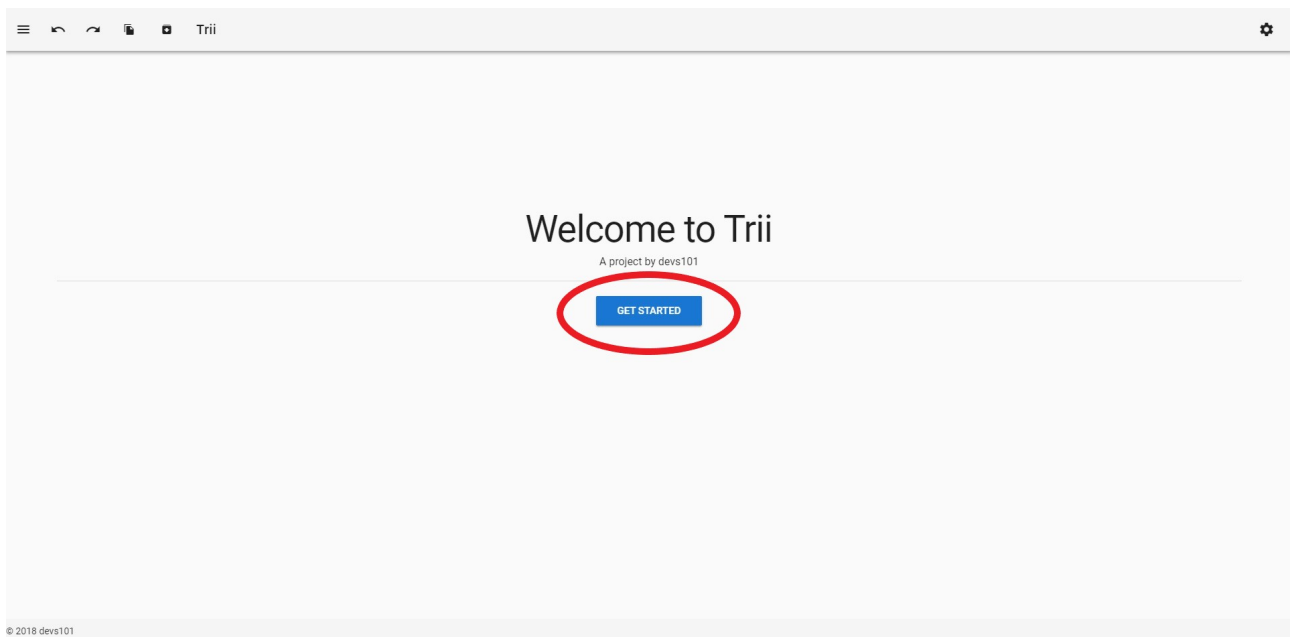 Trii
Welcome to Trii
A project by devs101
GET STARTED
© 2018 devs101